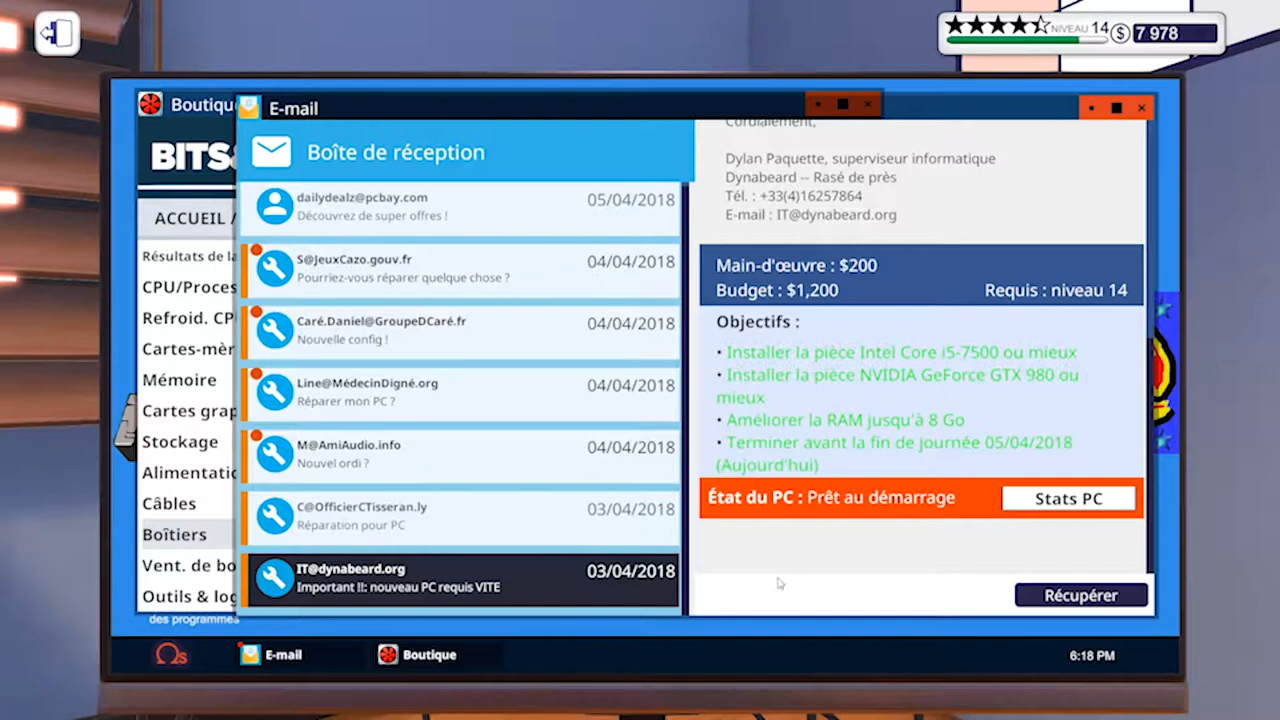 NIVEAU 14
$ 7 978
Boutique
E-mail
BITS
ACCUEIL /
Résultats de la
CPU/Proces
Refroid. CP
Cartes-mèr
Mémoire
Cartes grap
Stockage
Alimentatio
Câbles
Boîtiers
Vent. de bo
Outils & log
des programmes
Boîte de réception
dailydealz@pcbay.com 05/04/2018
Découvrez de super offres !
S@JeuxCazo.gouv.fr 04/04/2018
Pourriez-vous réparer quelque chose ?
Caré.Daniel@GroupeDCaré.fr 04/04/2018
Nouvelle config !
Line@MédecinDigné.org 04/04/2018
Réparer mon PC ?
M@AmiAudio.info 04/04/2018
Nouvel ordi ?
C@OfficierCTisseran.ly 03/04/2018
Réparation pour PC
IT@dynabeard.org 03/04/2018
Important !!: nouveau PC requis VITE
Cordialement,
Dylan Paquette, superviseur informatique
Dynabeard -- Rasé de près
Tél. : +33(4)16257864
E-mail : IT@dynabeard.org
Main-d'œuvre : $200
Budget : $1,200 Requis : niveau 14
Objectifs :
• Installer la pièce Intel Core i5-7500 ou mieux
• Installer la pièce NVIDIA GeForce GTX 980 ou
mieux
• Améliorer la RAM jusqu'à 8 Go
• Terminer avant la fin de journée 05/04/2018
(Aujourd'hui)
État du PC : Prêt au démarrage Stats PC
Récupérer
Ωs E-mail Boutique 6:18 PM